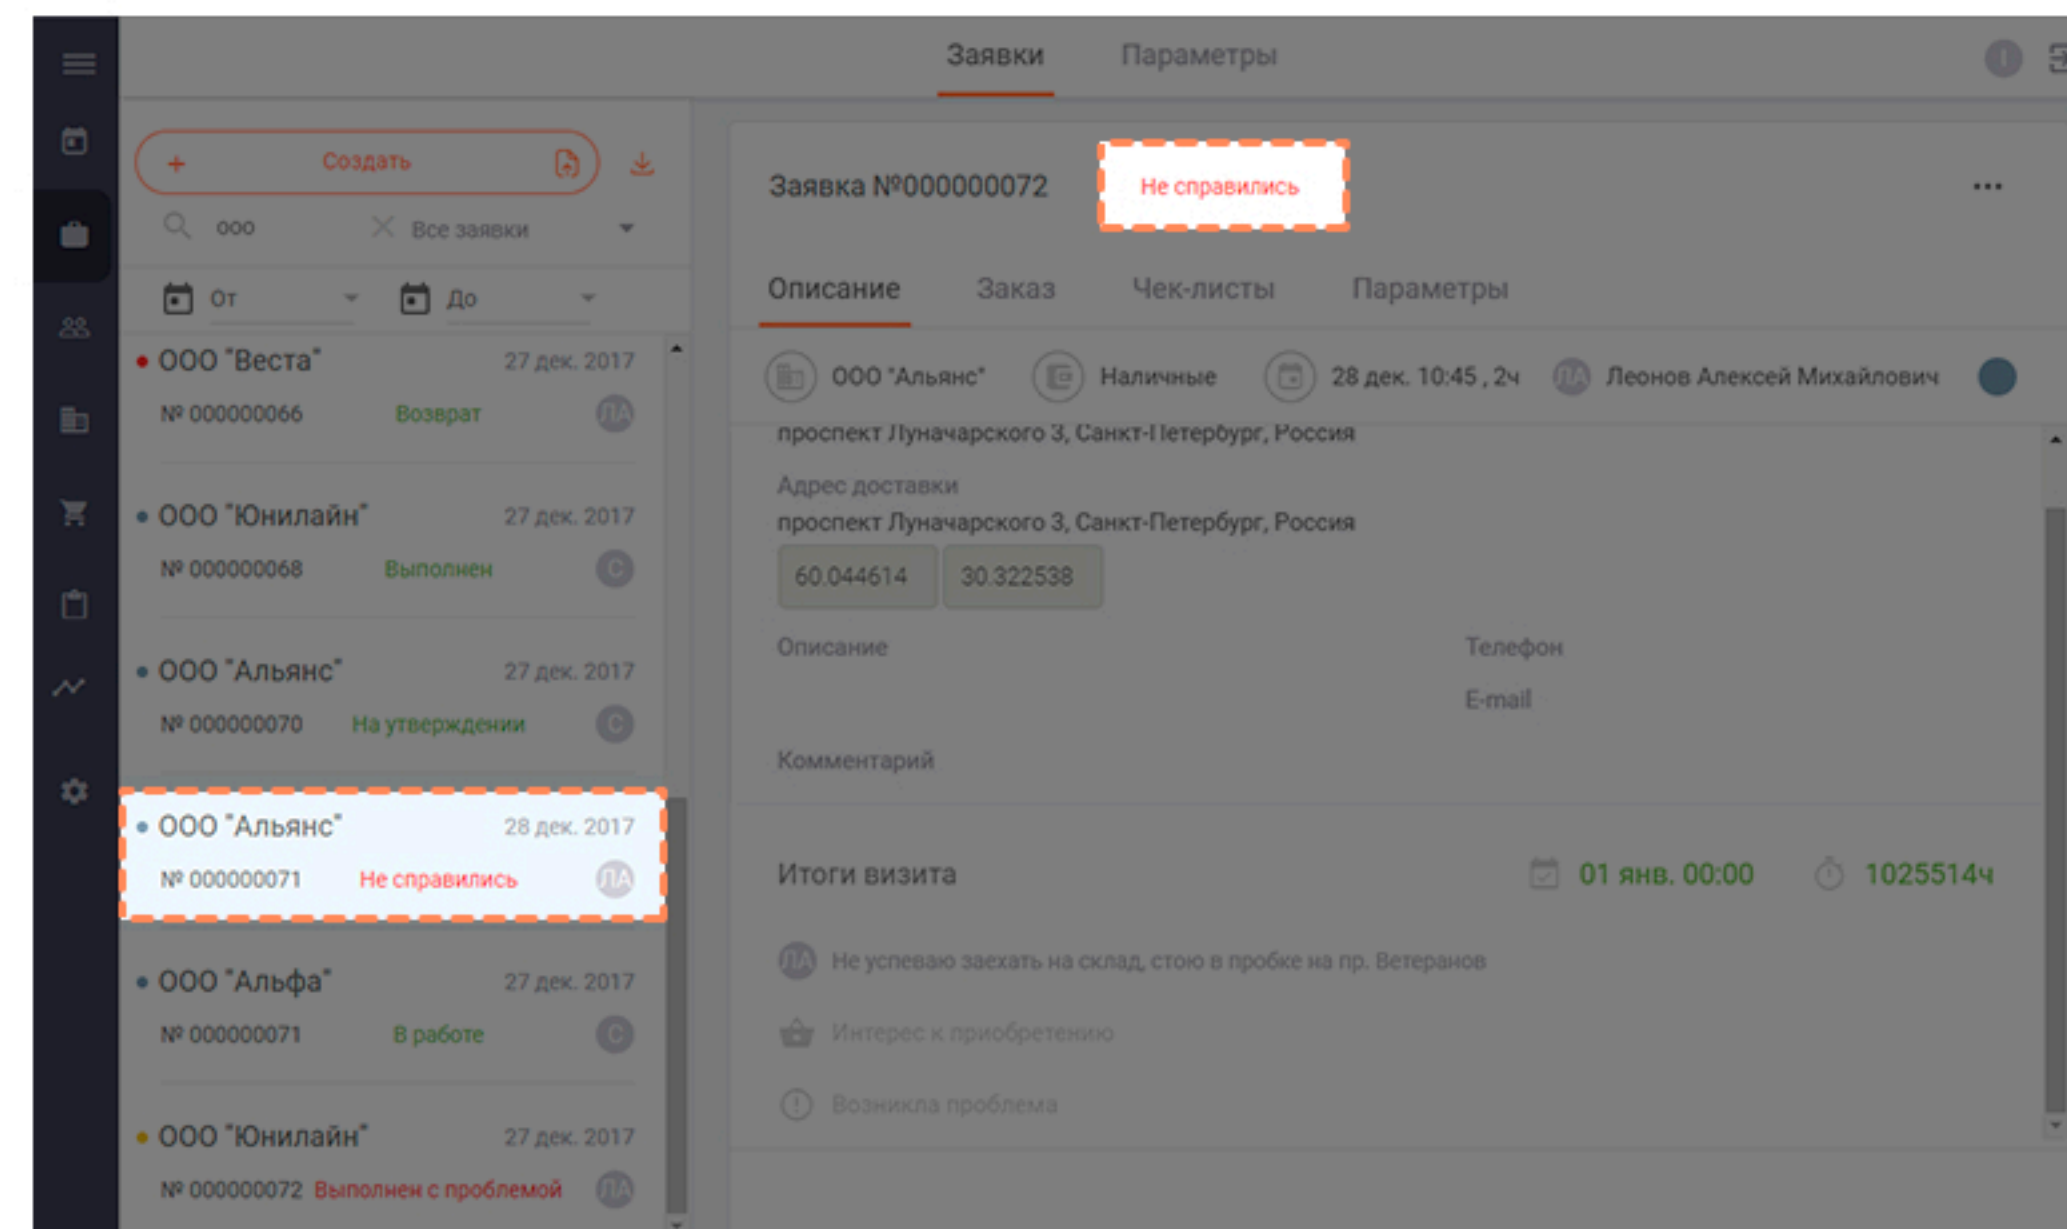 Заявки Параметры
+ Создать
ооо Все заявки
От До
ООО "Веста" 27 дек. 2017
№ 000000066 Возврат ЛА
ООО "Юнилайн" 27 дек. 2017
№ 000000068 Выполнен С
ООО "Альянс" 27 дек. 2017
№ 000000070 На утверждении С
ООО "Альянс" 28 дек. 2017
№ 000000071 Не справились ЛА
ООО "Альфа" 27 дек. 2017
№ 000000071 В работе С
ООО "Юнилайн" 27 дек. 2017
№ 000000072 Выполнен с проблемой ЛА
Заявка №000000072 Не справились
Описание Заказ Чек-листы Параметры
ООО "Альянс" Наличные 28 дек. 10:45 , 2ч ЛА Леонов Алексей Михайлович
проспект Луначарского 3, Санкт-Петербург, Россия
Адрес доставки
проспект Луначарского 3, Санкт-Петербург, Россия
60.044614 30.322538
Описание Телефон
E-mail
Комментарий
Итоги визита 01 янв. 00:00 1025514ч
ЛА Не успеваю заехать на склад, стою в пробке на пр. Ветеранов
Интерес к приобретению
Возникла проблема